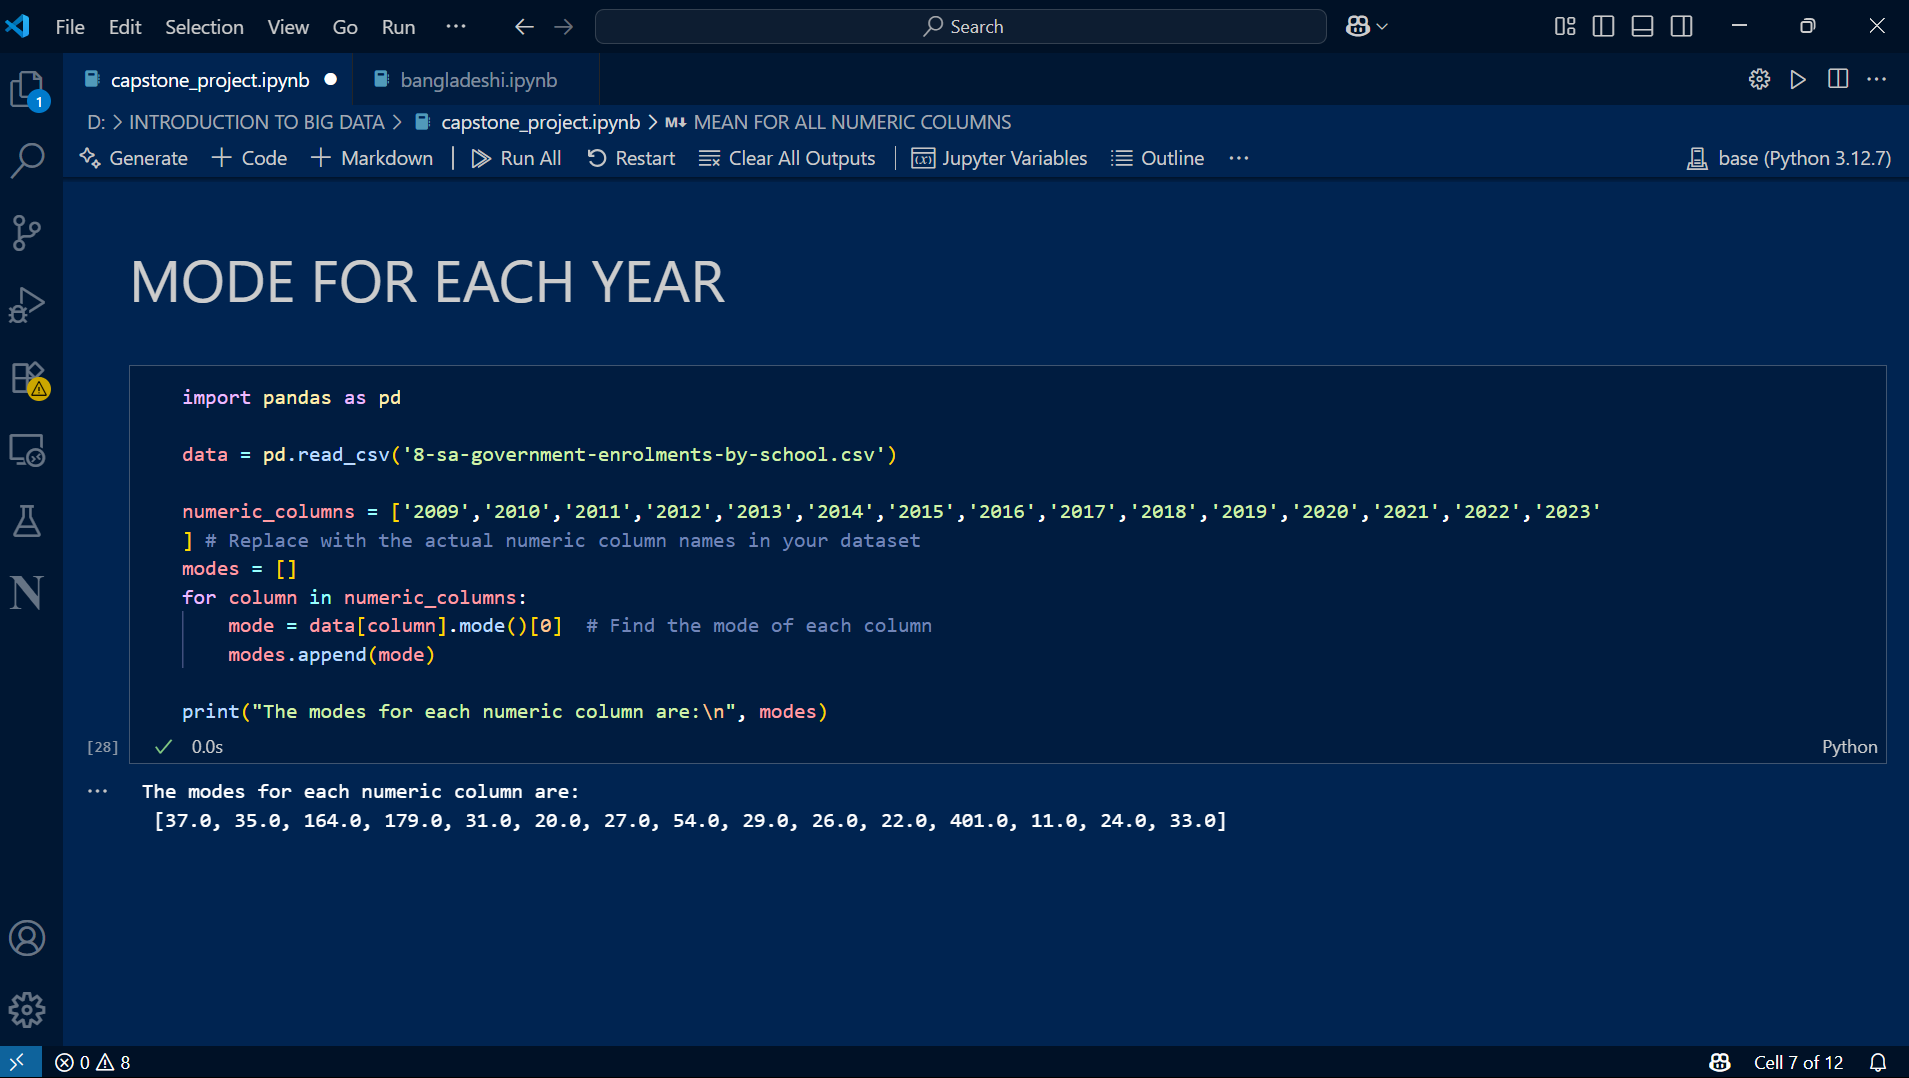 File Edit Selection View Go Run ··· Search
1
capstone_project.ipynb bangladeshi.ipynb
D: > INTRODUCTION TO BIG DATA > capstone_project.ipynb > M↓ MEAN FOR ALL NUMERIC COLUMNS
Generate + Code + Markdown | Run All Restart Clear All Outputs | Jupyter Variables Outline ··· base (Python 3.12.7)
MODE FOR EACH YEAR
import pandas as pd
data = pd.read_csv('8-sa-government-enrolments-by-school.csv')
numeric_columns = ['2009','2010','2011','2012','2013','2014','2015','2016','2017','2018','2019','2020','2021','2022','2023'
] # Replace with the actual numeric column names in your dataset
modes = []
for column in numeric_columns:
mode = data[column].mode()[0] # Find the mode of each column
modes.append(mode)
print("The modes for each numeric column are:\n", modes)
[28] ✓ 0.0s Python
··· The modes for each numeric column are:
[37.0, 35.0, 164.0, 179.0, 31.0, 20.0, 27.0, 54.0, 29.0, 26.0, 22.0, 401.0, 11.0, 24.0, 33.0]
N
0 8 Cell 7 of 12